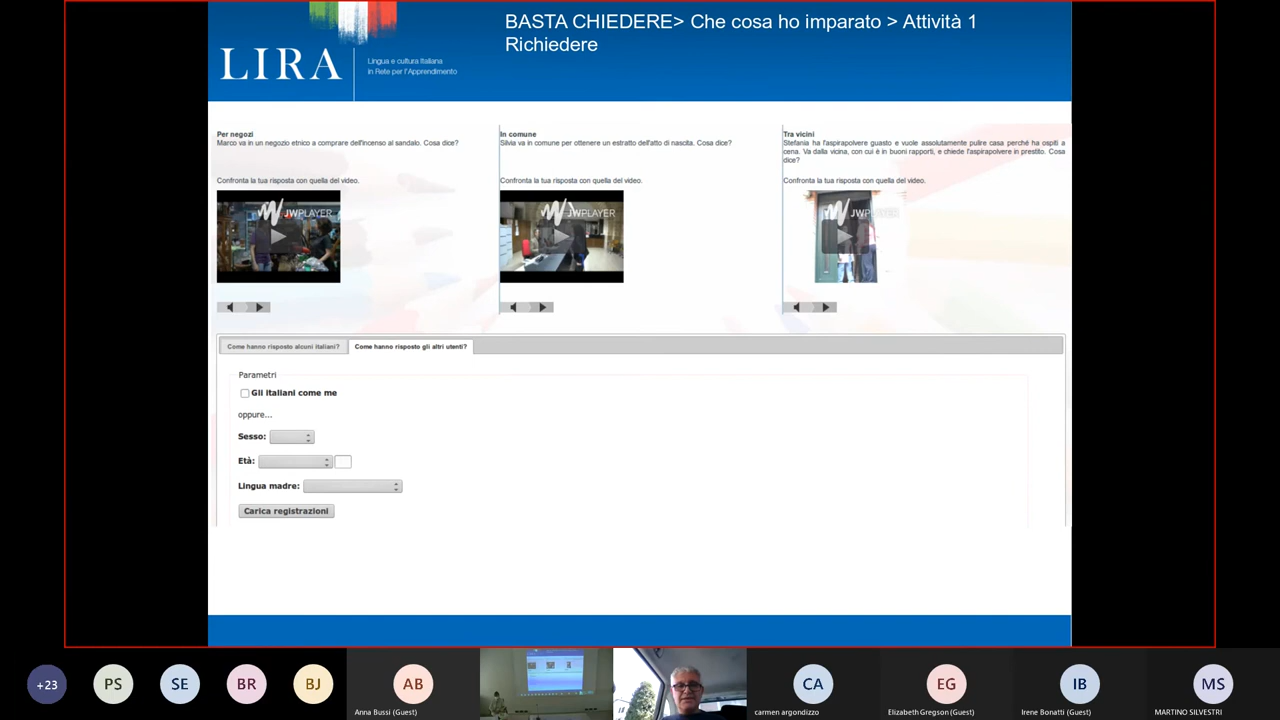 BASTA CHIEDERE> Che cosa ho imparato > Attività 1
Richiedere
LIRA
Lingua e cultura Italiana
in Rete per l'Apprendimento
Per negozi
Marco va in un negozio etnico a comprare dell'incenso al sandalo. Cosa dice?
Confronta la tua risposta con quella del video.
JWPLAYER
In comune
Silvia va in comune per ottenere un estratto dell'atto di nascita. Cosa dice?
Confronta la tua risposta con quella del video.
JWPLAYER
Tra vicini
Stefania ha l'aspirapolvere guasto e vuole assolutamente pulire casa perché ha ospiti a
cena. Va dalla vicina, con cui è in buoni rapporti, e chiede l'aspirapolvere in prestito. Cosa
dice?
Confronta la tua risposta con quella del video.
JWPLAYER
Come hanno risposto alcuni italiani?
Come hanno risposto gli altri utenti?
Parametri
Gli italiani come me
oppure...
Sesso:
Età:
Lingua madre:
Carica registrazioni
+23
PS
SE
BR
BJ
AB
Anna Bussi (Guest)
CA
carmen argondizzo
EG
Elizabeth Gregson (Guest)
IB
Irene Bonatti (Guest)
MS
MARTINO SILVESTRI